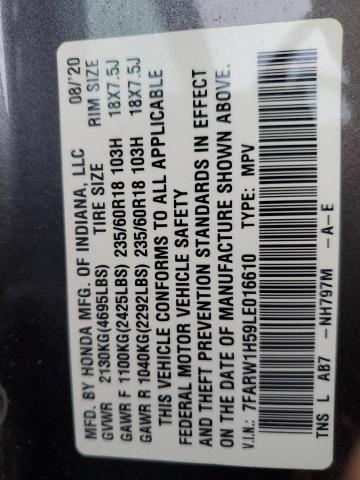 MFD. BY HONDA MFG. OF INDIANA, LLC 08/'20
GVWR 2130KG(4695LBS) TIRE SIZE RIM SIZE
GAWR F 1100KG(2425LBS) 235/60R18 103H 18X7.5J
GAWR R 1040KG(2292LBS) 235/60R18 103H 18X7.5J
THIS VEHICLE CONFORMS TO ALL APPLICABLE
FEDERAL MOTOR VEHICLE SAFETY
AND THEFT PREVENTION STANDARDS IN EFFECT
ON THE DATE OF MANUFACTURE SHOWN ABOVE.
V.I.N.: 7FARW1H59LE016610 TYPE: MPV
TNS L AB7 -NH797M -A-E